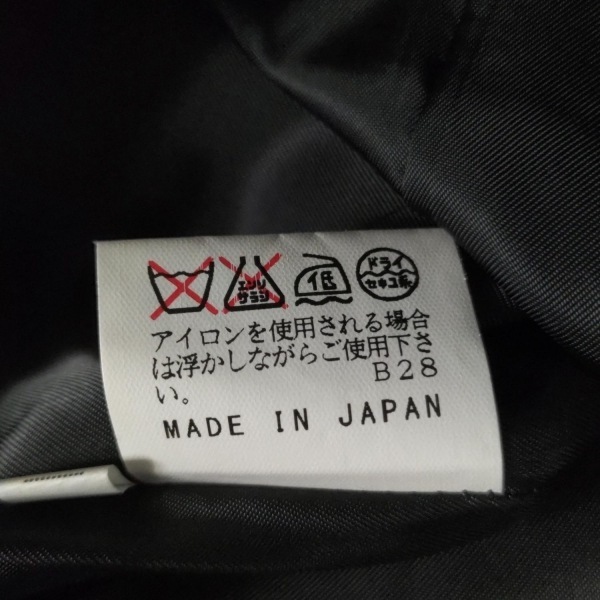 エンソ サラシ 低 ドライ セキユ系
アイロンを使用される場合
は浮かしながらご使用下さ
い。 B28
MADE IN JAPAN